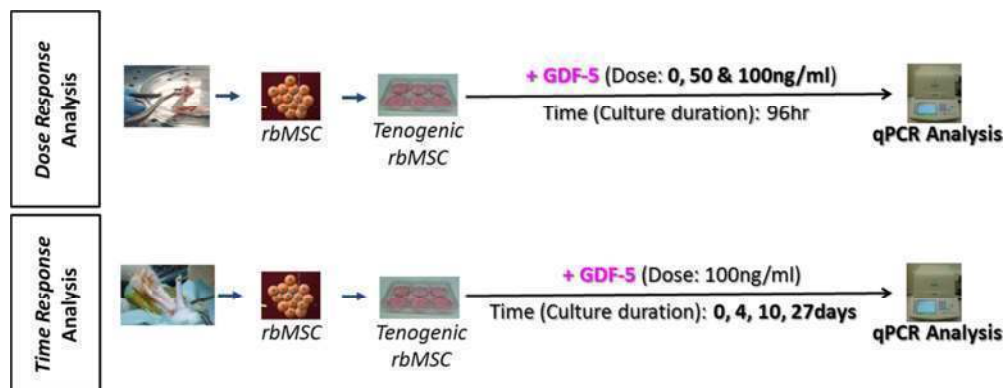 Dose Response
Analysis
rbMSC
Tenogenic
rbMSC
+ GDF-5 (Dose: 0, 50 & 100ng/ml)
Time (Culture duration): 96hr
qPCR Analysis
Time Response
Analysis
rbMSC
Tenogenic
rbMSC
+ GDF-5 (Dose: 100ng/ml)
Time (Culture duration): 0, 4, 10, 27days
qPCR Analysis